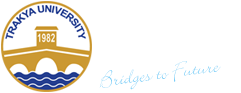 TRAKYA UNIVERSITY
1982
Bridges to Future